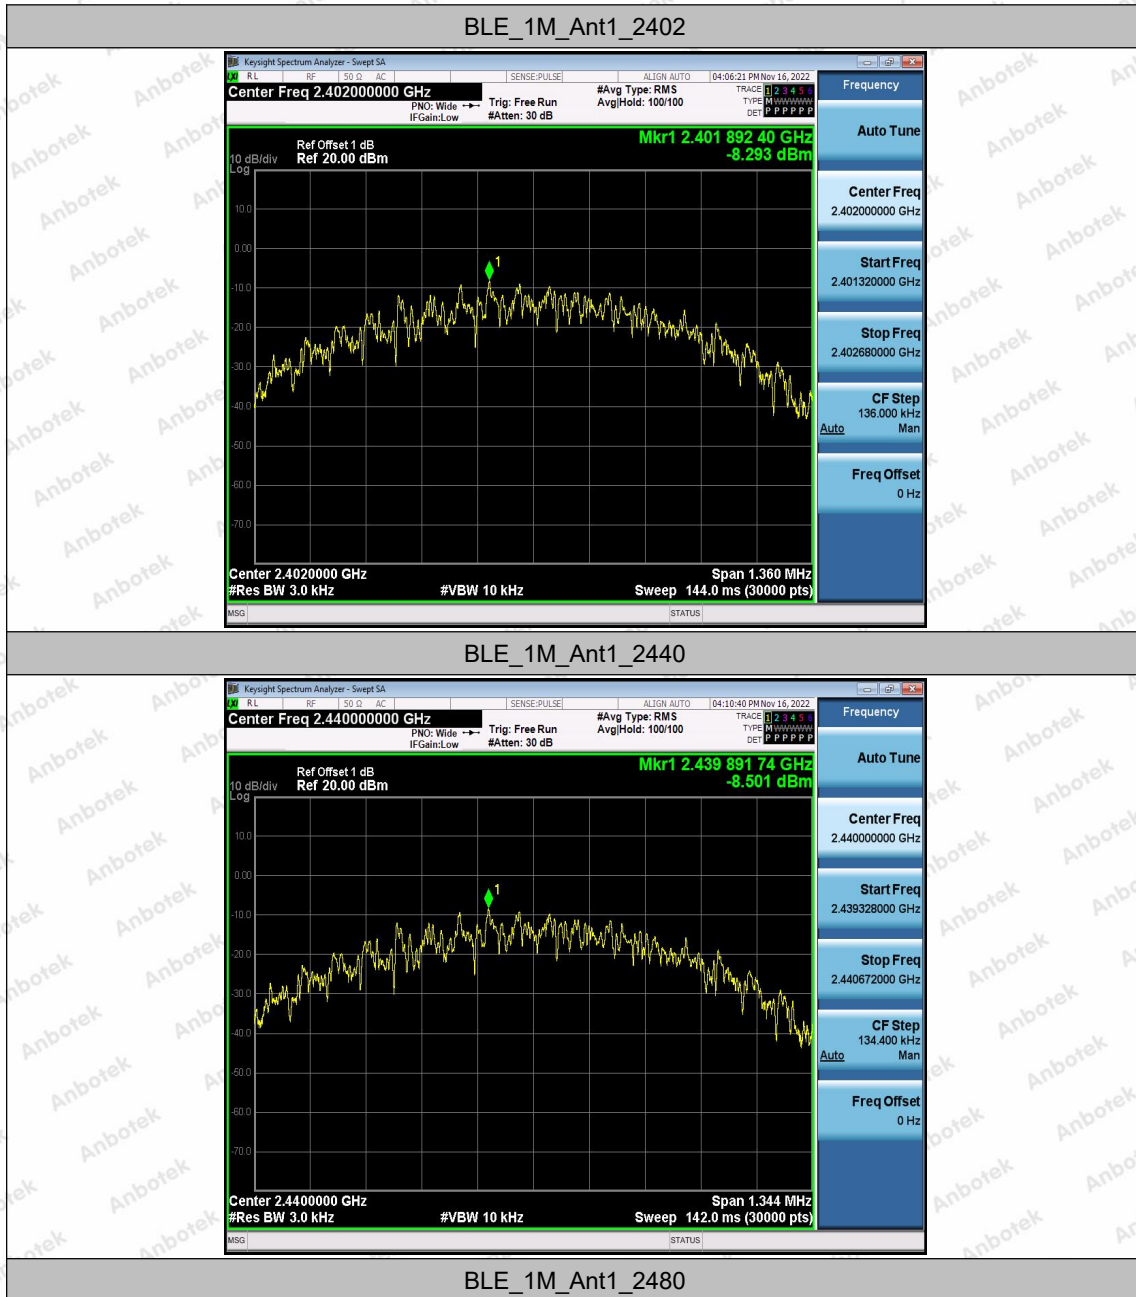 BLE_1M_Ant1_2402
Keysight Spectrum Analyzer - Swept SA
RL RF 50 Ω AC SENSE:PULSE ALIGN AUTO 04:06:21 PM Nov 16, 2022
Center Freq 2.402000000 GHz
PNO: Wide
IFGain:Low
Trig: Free Run
#Atten: 30 dB
#Avg Type: RMS
Avg|Hold: 100/100
TRACE 1 2 3 4 5 6
TYPE M W W W W W
DET P P P P P P
Frequency
Auto Tune
Center Freq
2.402000000 GHz
Start Freq
2.401320000 GHz
Stop Freq
2.402680000 GHz
CF Step
136.000 kHz
Auto Man
Freq Offset
0 Hz
Mkr1 2.401 892 40 GHz
-8.293 dBm
Ref Offset 1 dB
10 dB/div Ref 20.00 dBm
Log
1
10.0
0.00
-10.0
-20.0
-30.0
-40.0
-50.0
-60.0
-70.0
Center 2.4020000 GHz Span 1.360 MHz
#Res BW 3.0 kHz #VBW 10 kHz Sweep 144.0 ms (30000 pts)
MSG STATUS
BLE_1M_Ant1_2440
Keysight Spectrum Analyzer - Swept SA
RL RF 50 Ω AC SENSE:PULSE ALIGN AUTO 04:10:40 PM Nov 16, 2022
Center Freq 2.440000000 GHz
PNO: Wide
IFGain:Low
Trig: Free Run
#Atten: 30 dB
#Avg Type: RMS
Avg|Hold: 100/100
TRACE 1 2 3 4 5 6
TYPE M W W W W W
DET P P P P P P
Frequency
Auto Tune
Center Freq
2.440000000 GHz
Start Freq
2.439328000 GHz
Stop Freq
2.440672000 GHz
CF Step
134.400 kHz
Auto Man
Freq Offset
0 Hz
Mkr1 2.439 891 74 GHz
-8.501 dBm
Ref Offset 1 dB
10 dB/div Ref 20.00 dBm
Log
1
10.0
0.00
-10.0
-20.0
-30.0
-40.0
-50.0
-60.0
-70.0
Center 2.4400000 GHz Span 1.344 MHz
#Res BW 3.0 kHz #VBW 10 kHz Sweep 142.0 ms (30000 pts)
MSG STATUS
BLE_1M_Ant1_2480
Anbotek